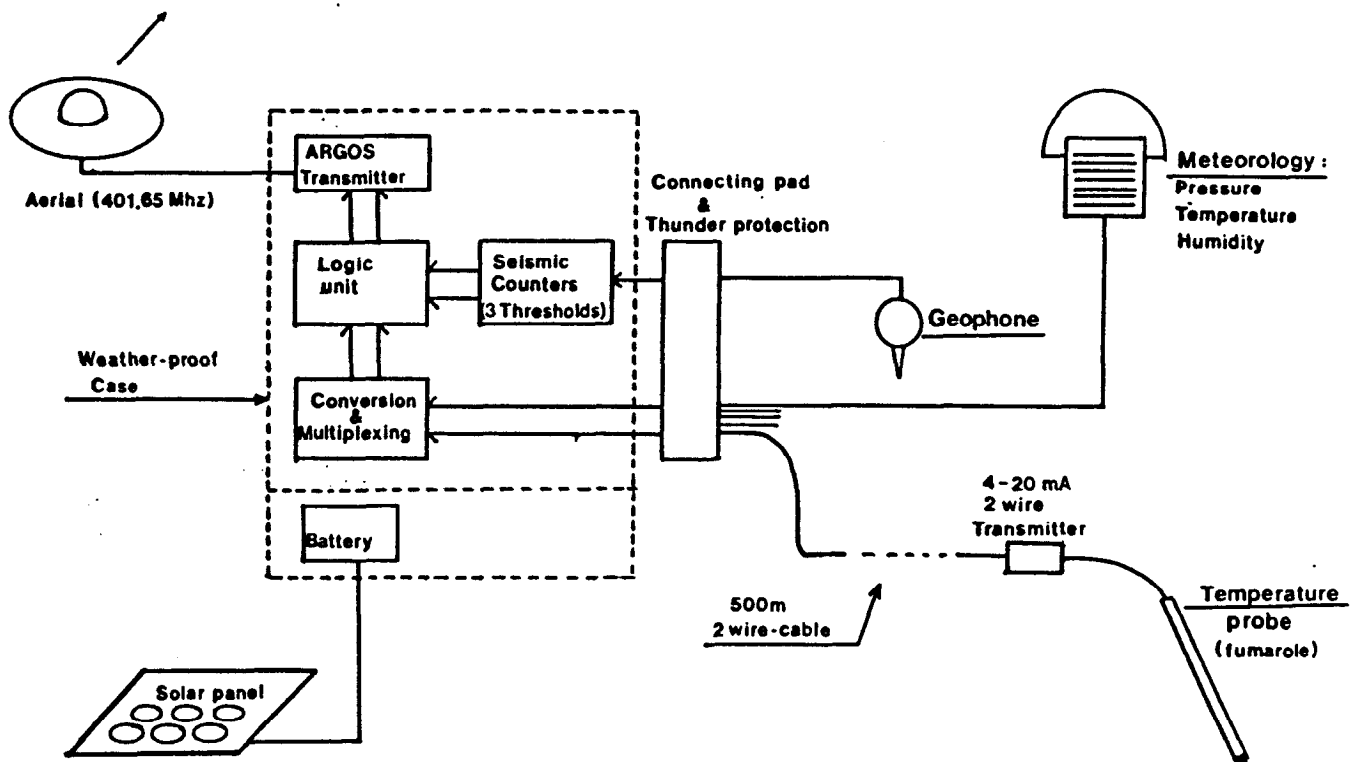 Aerial (401,65 Mhz)
ARGOS
Transmitter
Logic
unit
Seismic
Counters
(3 Thresholds)
Conversion
&
Multiplexing
Battery
Weather-proof
Case
Solar panel
Connecting pad
&
Thunder protection
Geophone
Meteorology :
Pressure
Temperature
Humidity
4-20 mA
2 wire
Transmitter
500m
2 wire-cable
Temperature
probe
(fumarole)